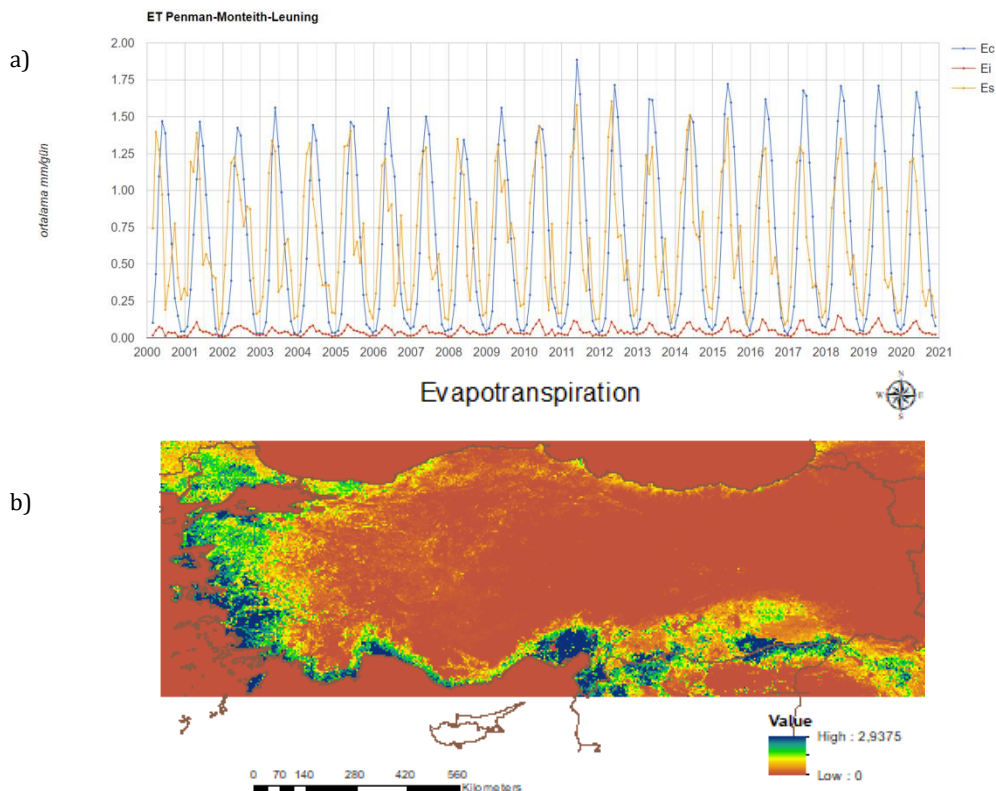 ET Penman-Monteith-Leuning
a)
2.00
1.75
1.50
1.25
1.00
0.75
0.50
0.25
0.00
ortalama mm/gün
Ec
Ei
Es
2000 2001 2002 2003 2004 2005 2006 2007 2008 2009 2010 2011 2012 2013 2014 2015 2016 2017 2018 2019 2020 2021
Evapotranspiration
N
W E
S
b)
Value
High : 2,9375
Low : 0
0 70 140 280 420 560
Kilometers